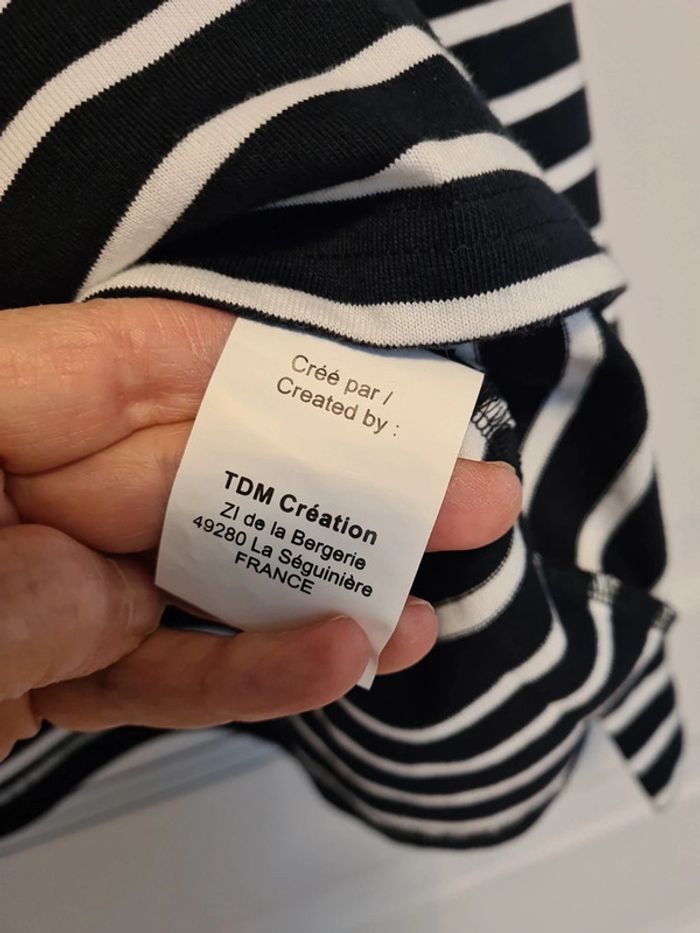 Créé par /
Created by :
TDM Création
ZI de la Bergerie
49280 La Séguinière
FRANCE